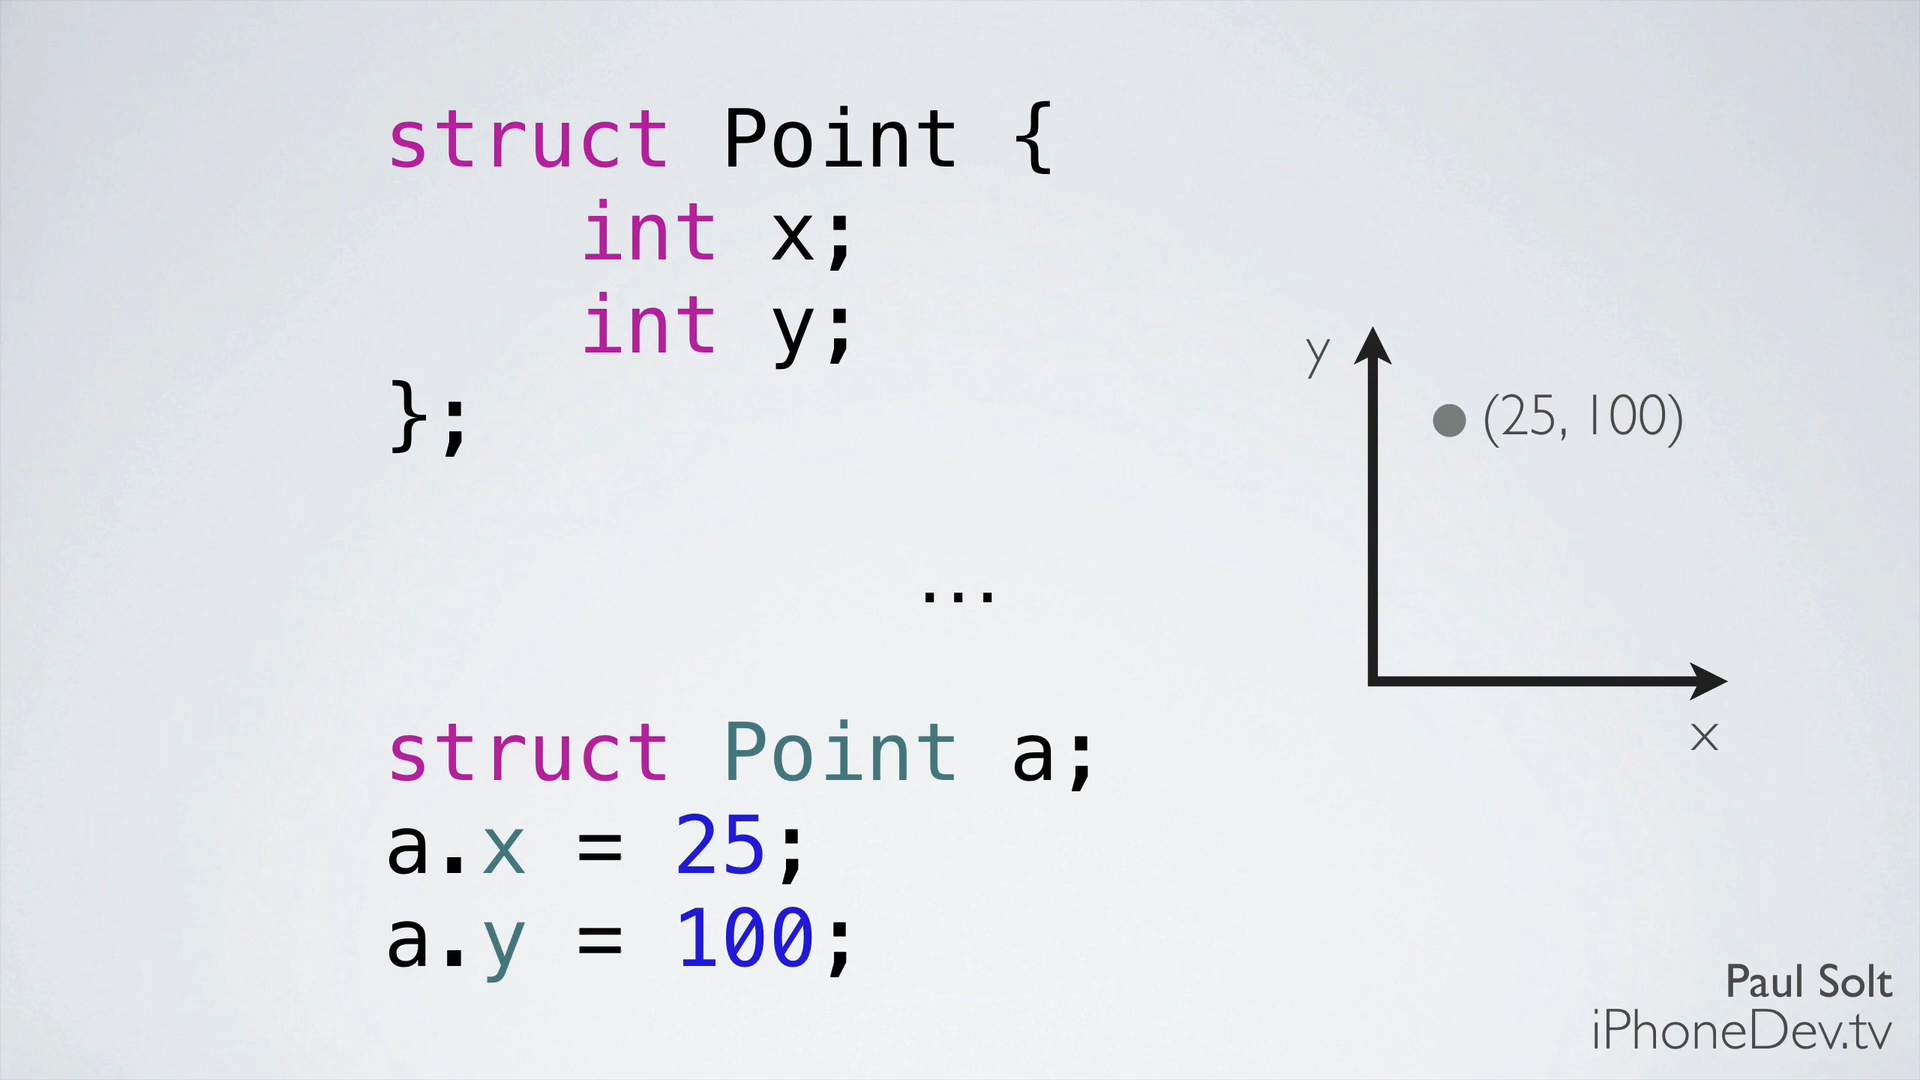 struct Point {
    int x;
    int y;
};
...
struct Point a;
a.x = 25;
a.y = 100;
y
(25, 100)
x
Paul Solt
iPhoneDev.tv